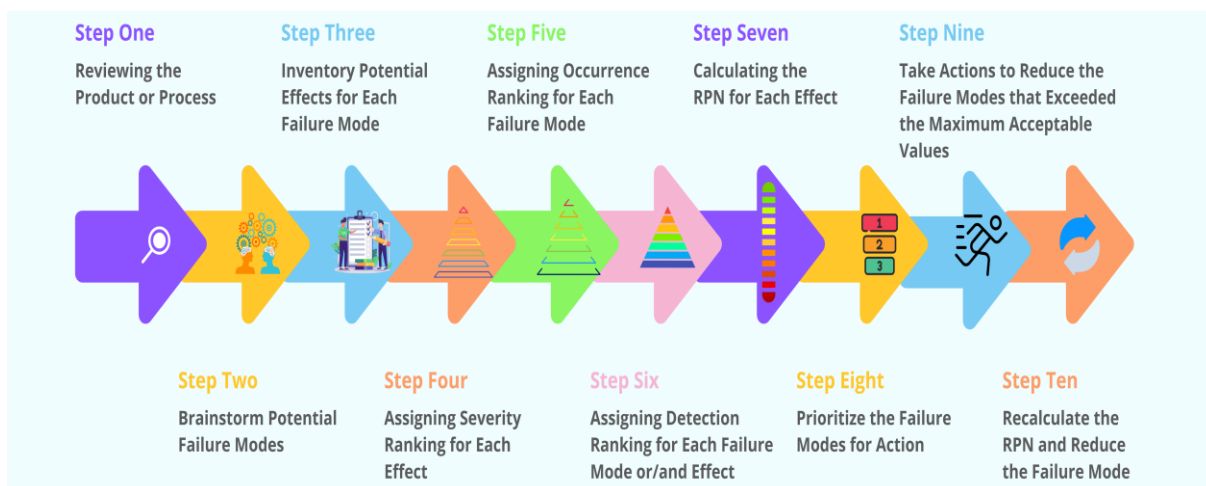 Step One
Reviewing the
Product or Process
Step Three
Inventory Potential
Effects for Each
Failure Mode
Step Five
Assigning Occurrence
Ranking for Each
Failure Mode
Step Seven
Calculating the
RPN for Each Effect
Step Nine
Take Actions to Reduce the
Failure Modes that Exceeded
the Maximum Acceptable
Values
1
2
3
Step Two
Brainstorm Potential
Failure Modes
Step Four
Assigning Severity
Ranking for Each
Effect
Step Six
Assigning Detection
Ranking for Each Failure
Mode or/and Effect
Step Eight
Prioritize the Failure
Modes for Action
Step Ten
Recalculate the
RPN and Reduce
the Failure Mode